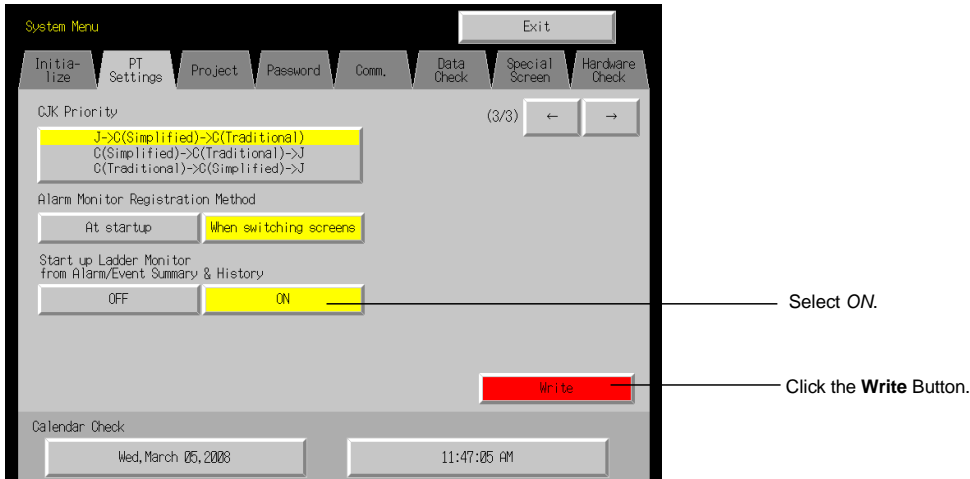 System Menu
Exit
Initia-
lize
PT
Settings
Project
Password
Comm.
Data
Check
Special
Screen
Hardware
Check
CJK Priority
(3/3)
←
→
J->C(Simplified)->C(Traditional)
C(Simplified)->C(Traditional)->J
C(Traditional)->C(Simplified)->J
Alarm Monitor Registration Method
At startup
When switching screens
Start up Ladder Monitor
from Alarm/Event Summary & History
OFF
ON
Select ON.
Write
Click the Write Button.
Calendar Check
Wed,March 05,2008
11:47:05 AM